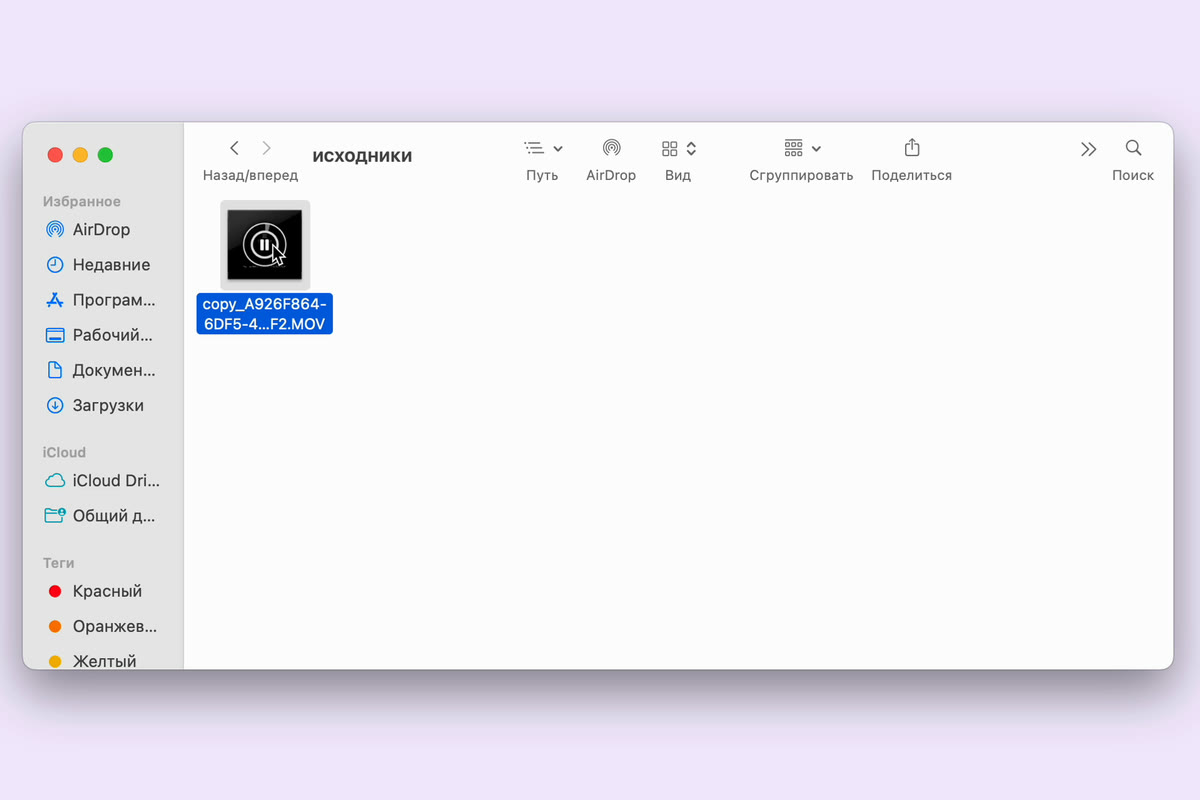 исходники
Назад/вперед
Путь
AirDrop
Вид
Сгруппировать
Поделиться
Поиск
Избранное
AirDrop
Недавние
Програм...
Рабочий...
Докумен...
Загрузки
iCloud
iCloud Dri...
Общий д...
Теги
Красный
Оранжев...
Желтый
copy_A926F864-
6DF5-4...F2.MOV